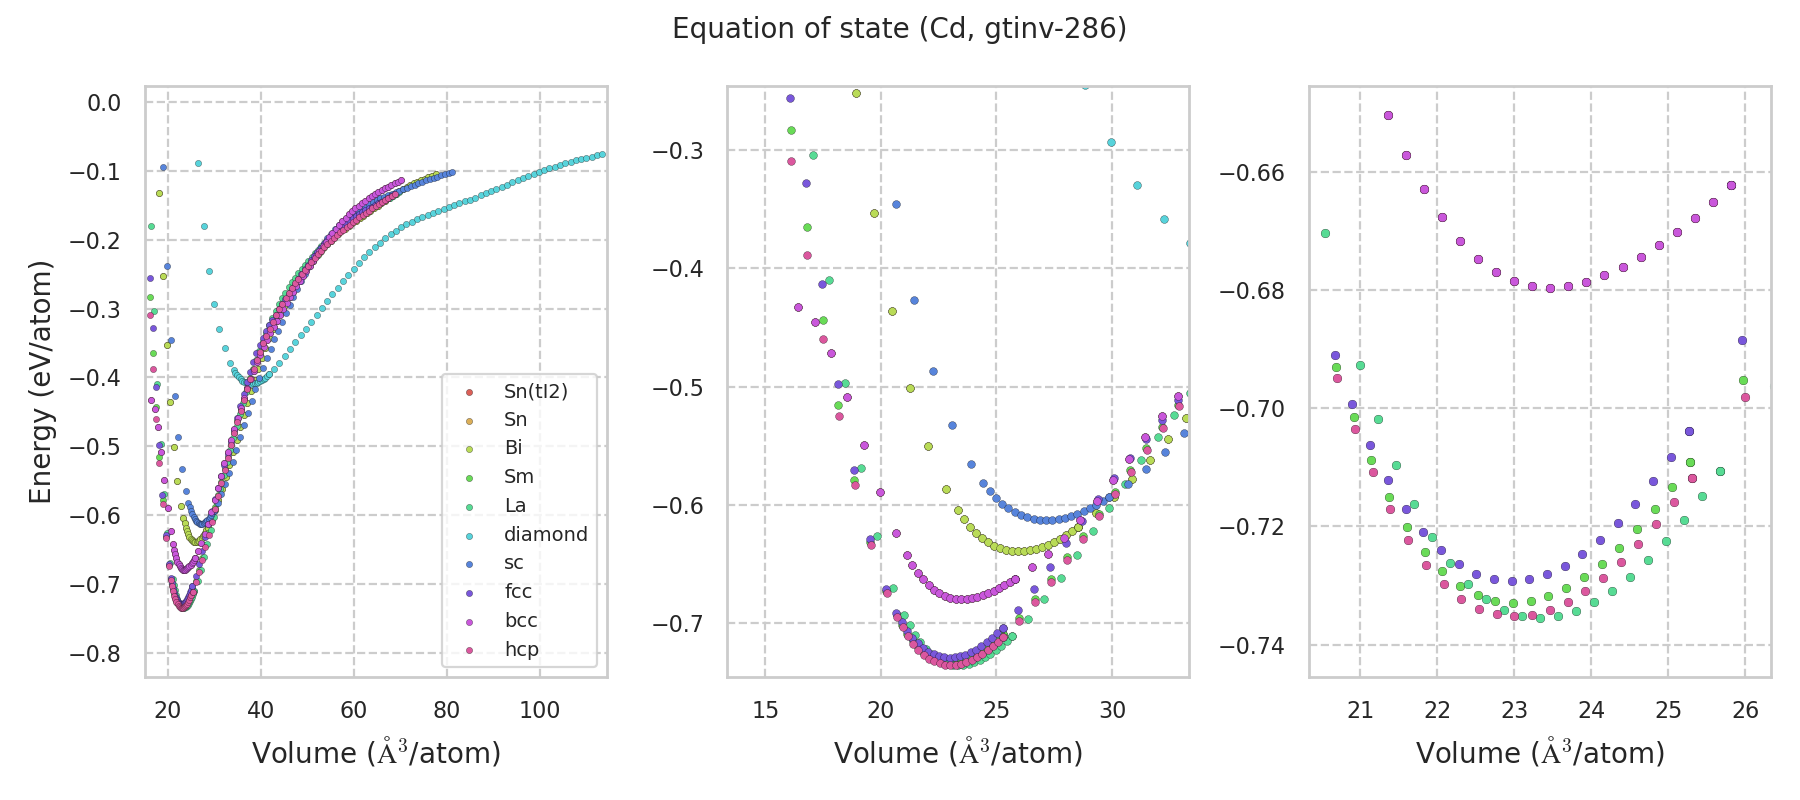 Equation of state (Cd, gtinv-286)
Energy (eV/atom)
0.0
−0.1
−0.2
−0.3
−0.4
−0.5
−0.6
−0.7
−0.8
20 40 60 80 100
Volume (Å³/atom)
Sn(tI2)
Sn
Bi
Sm
La
diamond
sc
fcc
bcc
hcp
−0.3
−0.4
−0.5
−0.6
−0.7
15 20 25 30
Volume (Å³/atom)
−0.66
−0.68
−0.70
−0.72
−0.74
21 22 23 24 25 26
Volume (Å³/atom)